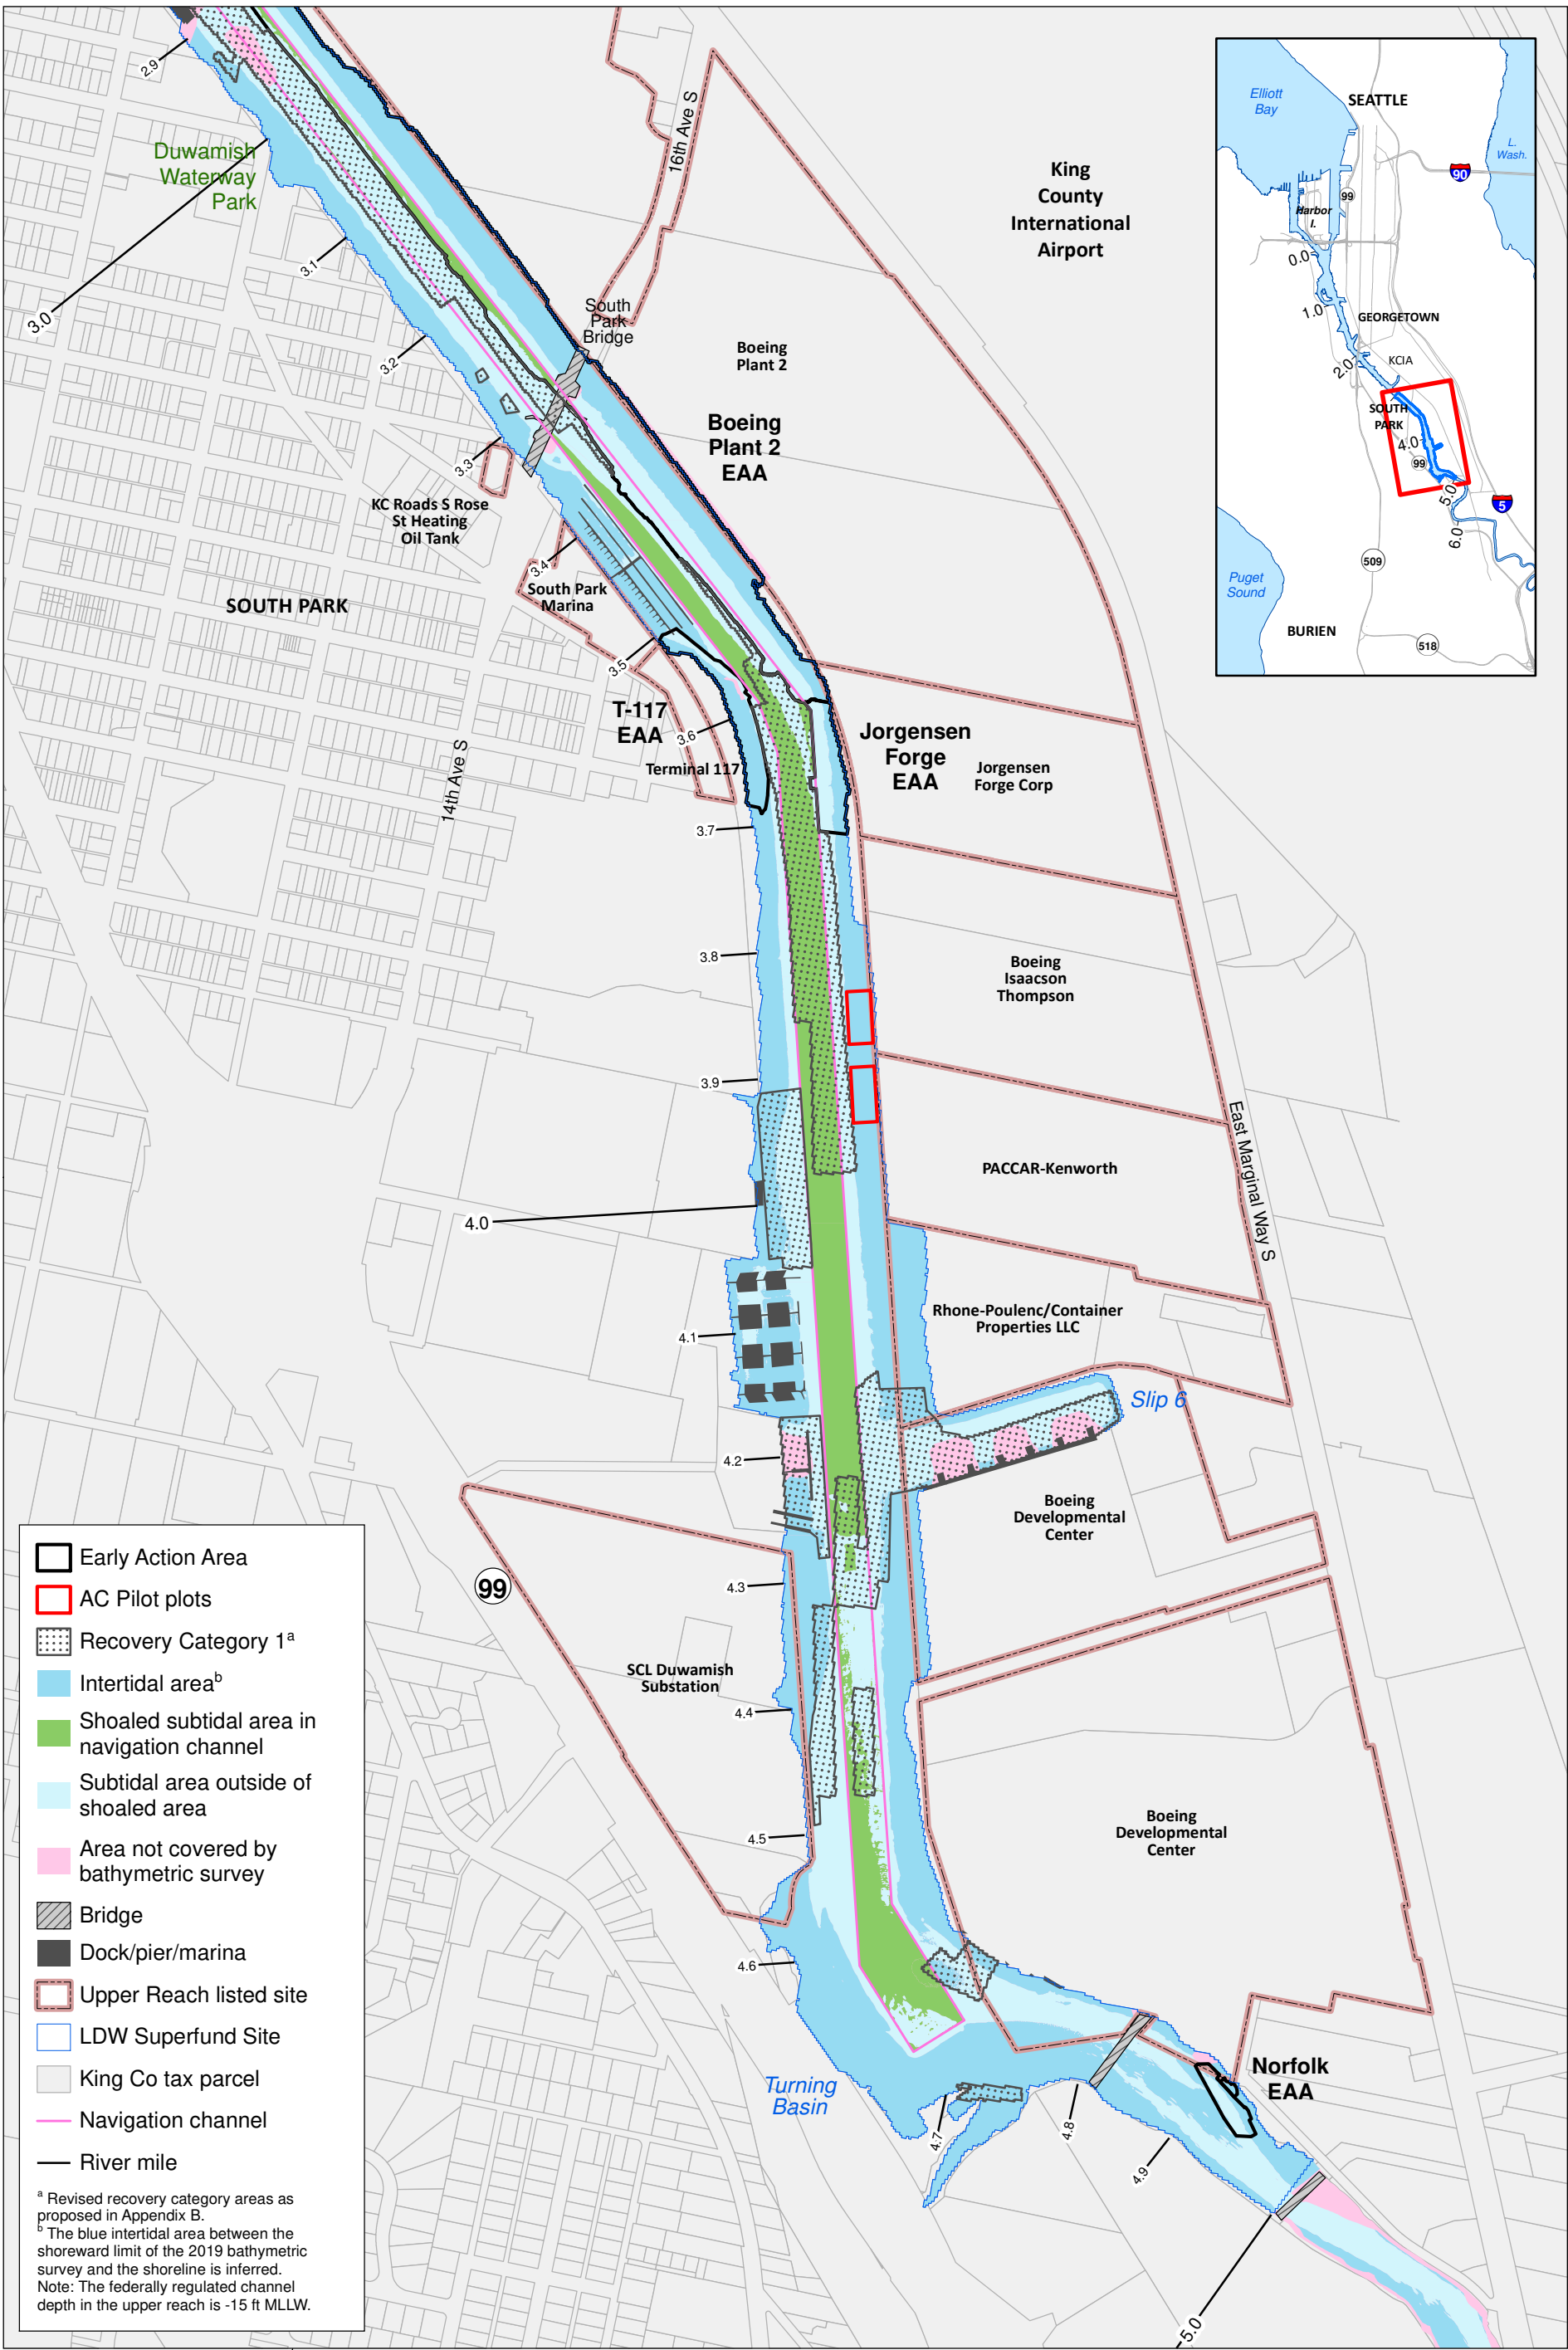 2.9
Duwamish
Waterway
Park
3.0
3.1
3.2
3.3
3.4
3.5
3.6
3.7
3.8
3.9
4.0
4.1
4.2
4.3
4.4
4.5
4.6
4.7
4.8
4.9
5.0
16th Ave S
South
Park
Bridge
King
County
International
Airport
Boeing
Plant 2
Boeing
Plant 2
EAA
KC Roads S Rose
St Heating
Oil Tank
SOUTH PARK
South Park
Marina
14th Ave S
T-117
EAA
Terminal 117
Jorgensen
Forge
EAA
Jorgensen
Forge Corp
Boeing
Isaacson
Thompson
East Marginal Way S
PACCAR-Kenworth
Rhone-Poulenc/Container
Properties LLC
Slip 6
Boeing
Developmental
Center
99
SCL Duwamish
Substation
Boeing
Developmental
Center
Turning
Basin
Norfolk
EAA
Elliott
Bay
SEATTLE
L.
Wash.
90
99
Harbor
I.
0.0
1.0
GEORGETOWN
2.0
KCIA
SOUTH
PARK
4.0
99
5.0
5
6.0
509
Puget
Sound
BURIEN
518
Early Action Area
AC Pilot plots
Recovery Category 1a
Intertidal areab
Shoaled subtidal area in
navigation channel
Subtidal area outside of
shoaled area
Area not covered by
bathymetric survey
Bridge
Dock/pier/marina
Upper Reach listed site
LDW Superfund Site
King Co tax parcel
Navigation channel
River mile
a Revised recovery category areas as
proposed in Appendix B.
b The blue intertidal area between the
shoreward limit of the 2019 bathymetric
survey and the shoreline is inferred.
Note: The federally regulated channel
depth in the upper reach is -15 ft MLLW.